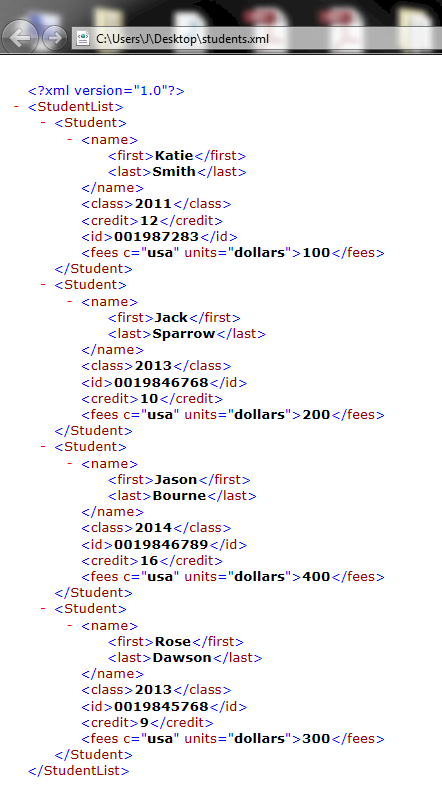 C:\Users\J\Desktop\students.xml
<?xml version="1.0"?>
- <StudentList>
- <Student>
- <name>
<first>Katie</first>
<last>Smith</last>
</name>
<class>2011</class>
<credit>12</credit>
<id>001987283</id>
<fees c="usa" units="dollars">100</fees>
</Student>
- <Student>
- <name>
<first>Jack</first>
<last>Sparrow</last>
</name>
<class>2013</class>
<id>0019846768</id>
<credit>10</credit>
<fees c="usa" units="dollars">200</fees>
</Student>
- <Student>
- <name>
<first>Jason</first>
<last>Bourne</last>
</name>
<class>2014</class>
<id>0019846789</id>
<credit>16</credit>
<fees c="usa" units="dollars">400</fees>
</Student>
- <Student>
- <name>
<first>Rose</first>
<last>Dawson</last>
</name>
<class>2013</class>
<id>0019845768</id>
<credit>9</credit>
<fees c="usa" units="dollars">300</fees>
</Student>
</StudentList>